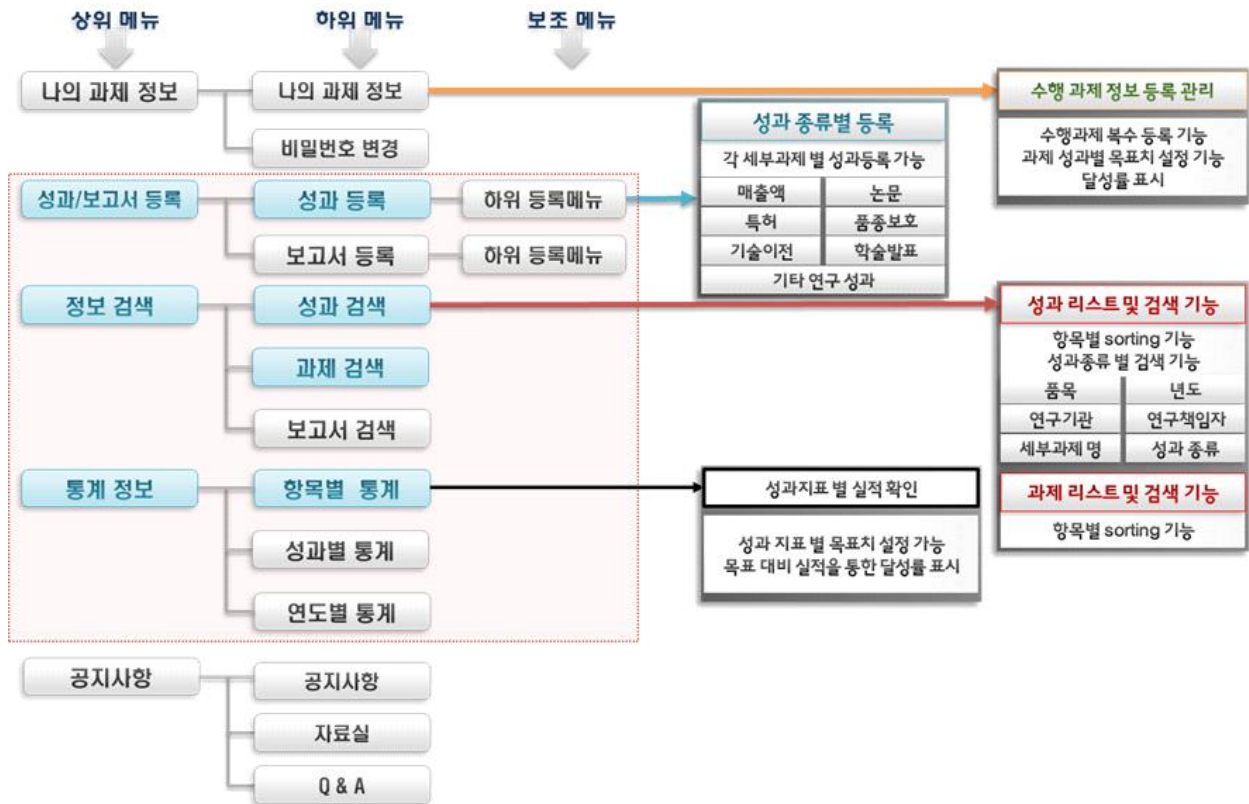 상위 메뉴
하위 메뉴
보조 메뉴
나의 과제 정보
나의 과제 정보
비밀번호 변경
성과/보고서 등록
성과 등록
하위 등록메뉴
보고서 등록
하위 등록메뉴
정보 검색
성과 검색
과제 검색
보고서 검색
통계 정보
항목별 통계
성과별 통계
연도별 통계
공지사항
공지사항
자료실
Q & A
성과 종류별 등록
각 세부과제 별 성과등록 가능
매출액
논문
특허
품종보호
기술이전
학술발표
기타 연구 성과
성과지표 별 실적 확인
성과 지표 별 목표치 설정 가능
목표 대비 실적을 통한 달성률 표시
수행 과제 정보 등록 관리
수행과제 복수 등록 기능
과제 성과별 목표치 설정 기능
달성률 표시
성과 리스트 및 검색 기능
항목별 sorting 기능
성과종류 별 검색 기능
품목
년도
연구기관
연구책임자
세부과제 명
성과 종류
과제 리스트 및 검색 기능
항목별 sorting 기능